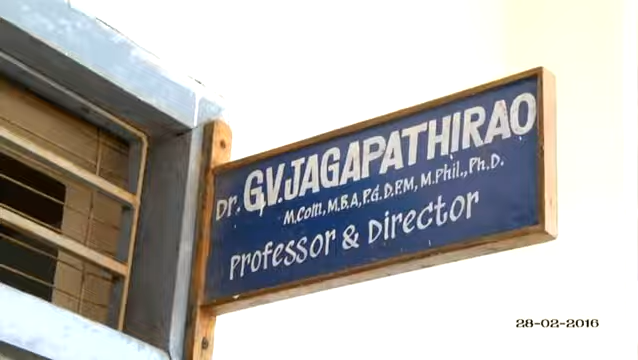 Dr. G.V.JAGAPATHIRAO
M.Com., M.B.A, P.G.D.P.M, M.Phil., Ph.D.
Professor & Director
28-02-2016